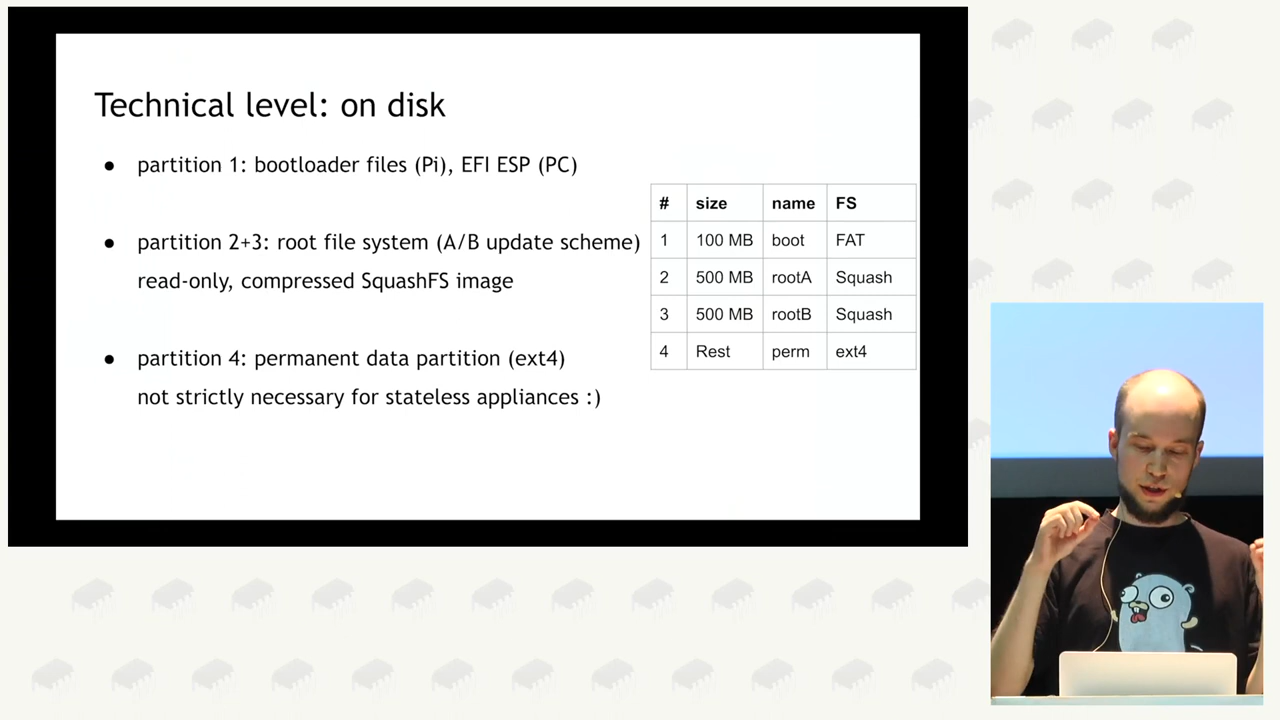 Technical level: on disk
● partition 1: bootloader files (Pi), EFI ESP (PC)
● partition 2+3: root file system (A/B update scheme)
read-only, compressed SquashFS image
● partition 4: permanent data partition (ext4)
not strictly necessary for stateless appliances :)
# size name FS
1 100 MB boot FAT
2 500 MB rootA Squash
3 500 MB rootB Squash
4 Rest perm ext4